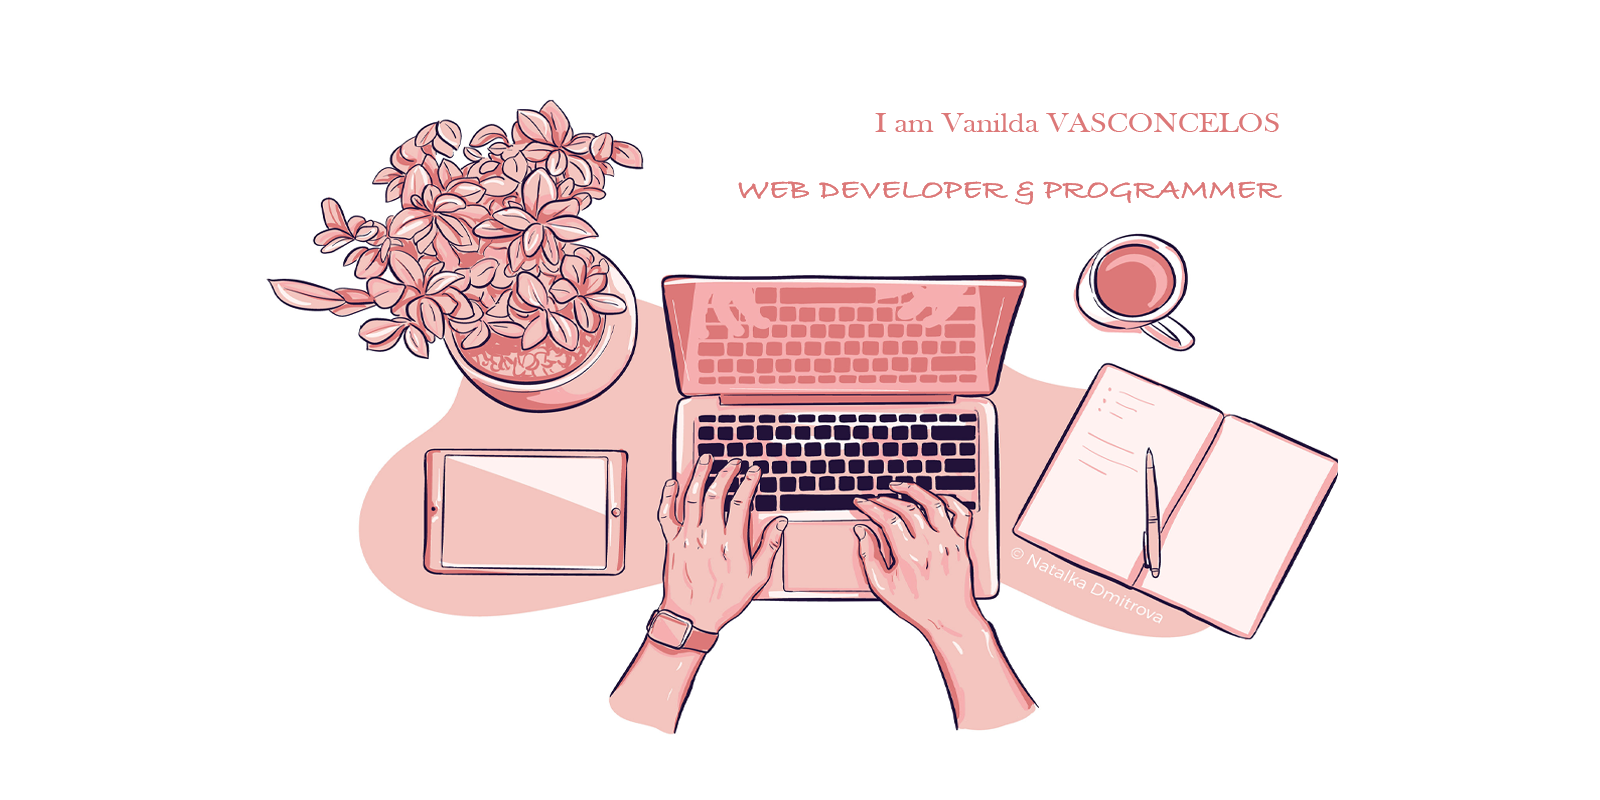 I am Vanilda VASCONCELOS
WEB DEVELOPER & PROGRAMMER
© Natalka Dmitrova